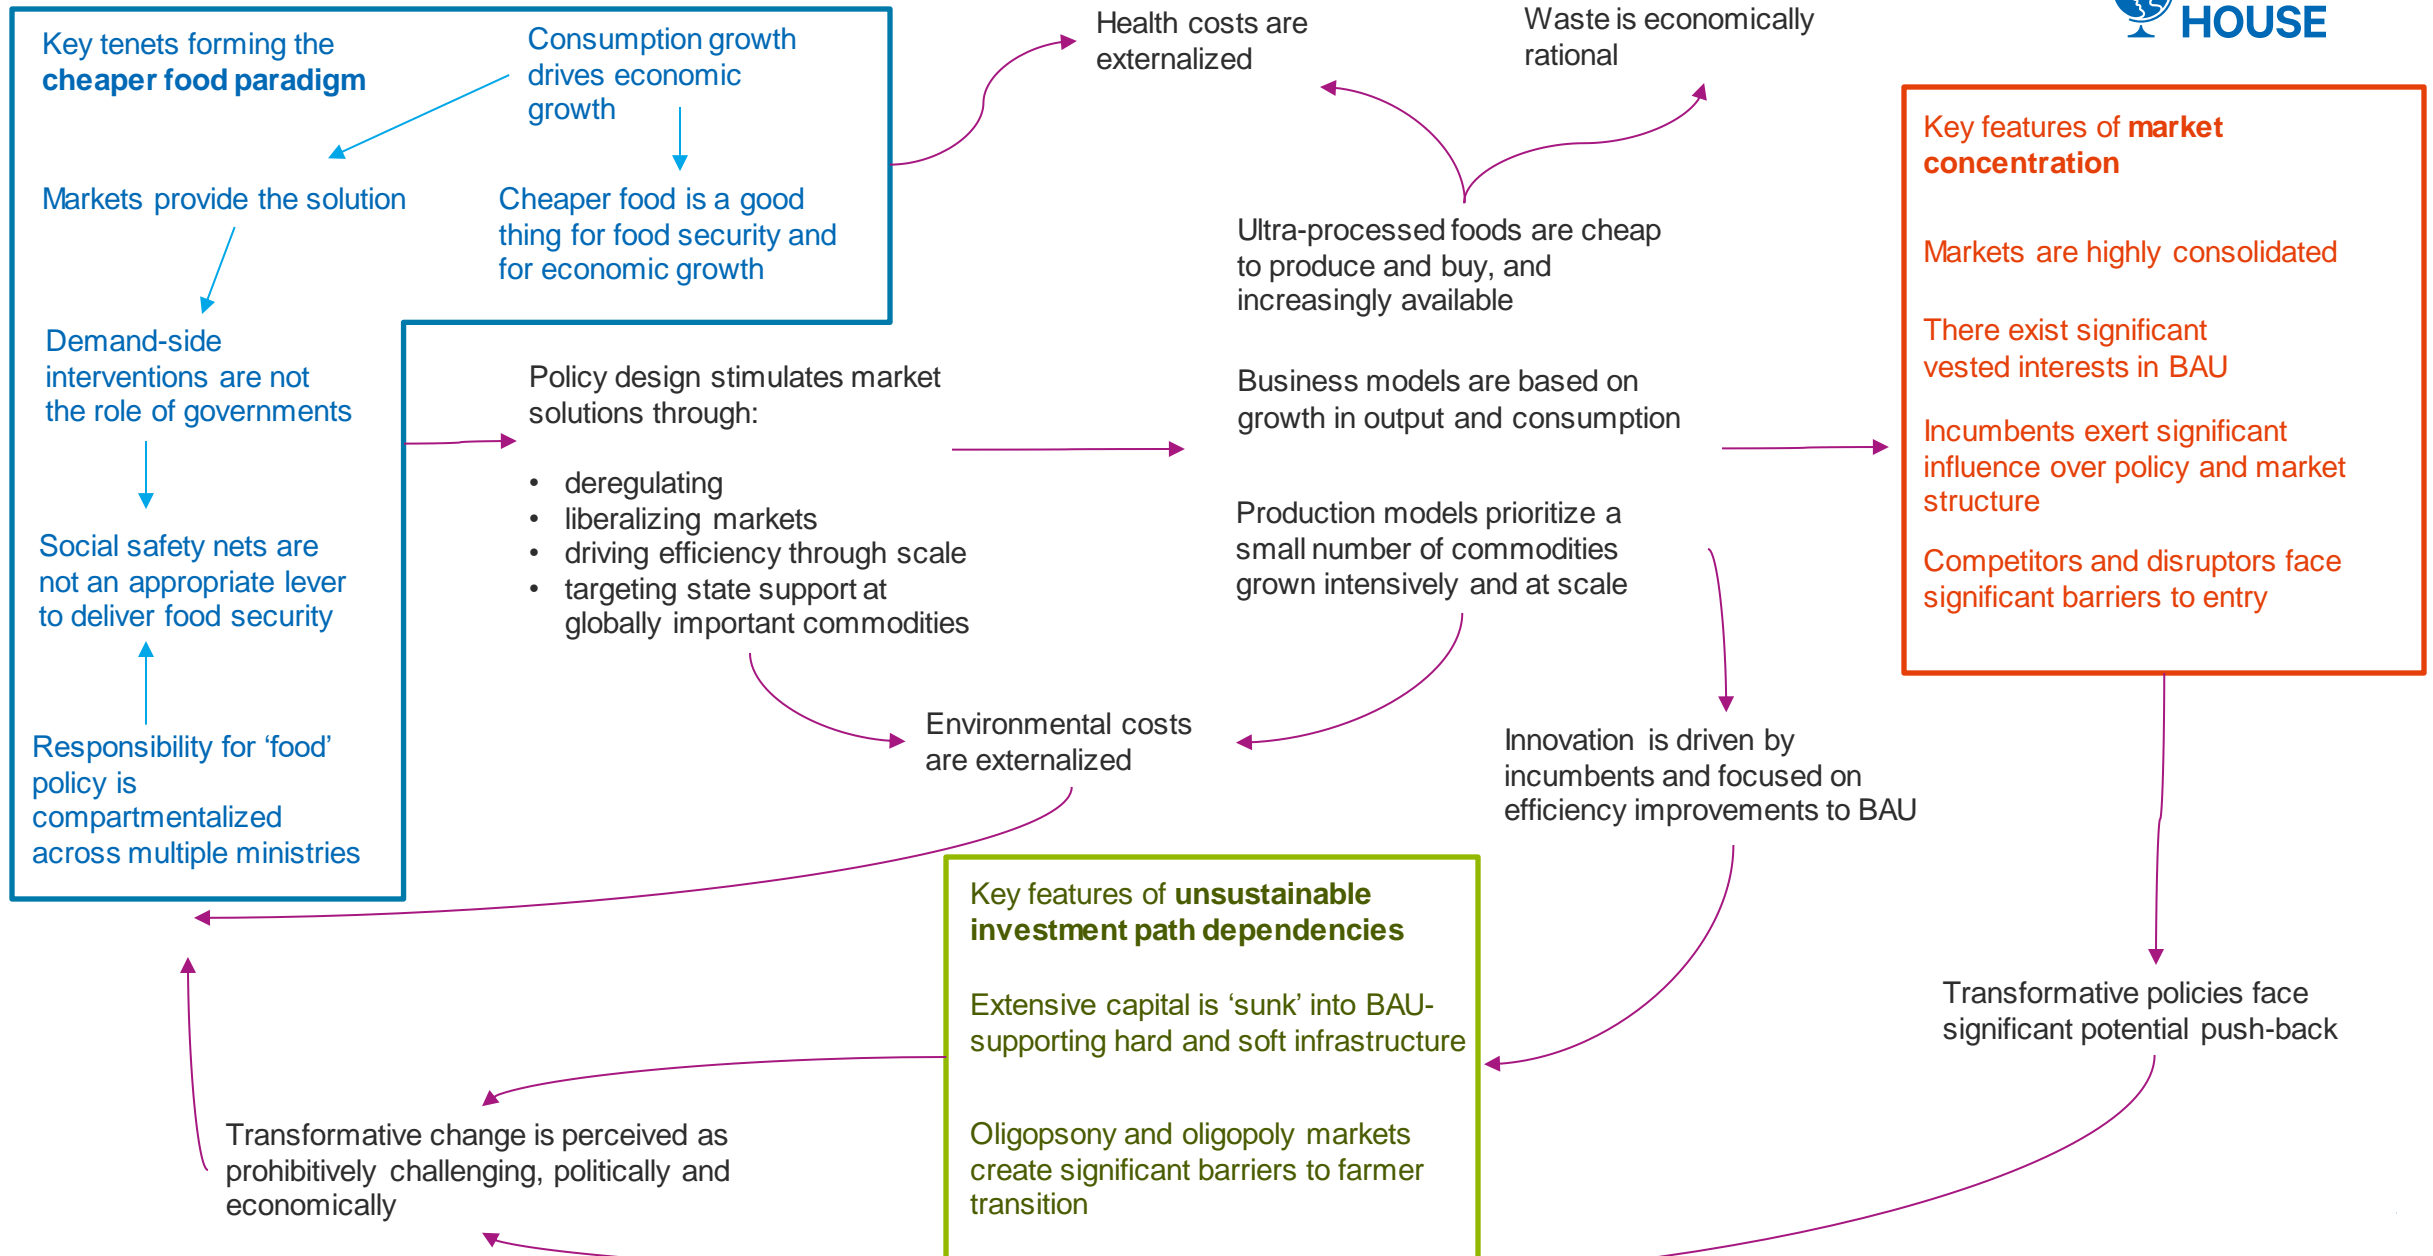 Key tenets forming the
cheaper food paradigm
Consumption growth
drives economic
growth
Markets provide the solution
Cheaper food is a good
thing for food security and
for economic growth
Demand-side
interventions are not
the role of governments
Social safety nets are
not an appropriate lever
to deliver food security
Responsibility for ‘food’
policy is
compartmentalized
across multiple ministries
Health costs are
externalized
Waste is economically
rational
HOUSE
Ultra-processed foods are cheap
to produce and buy, and
increasingly available
Policy design stimulates market
solutions through:
• deregulating
• liberalizing markets
• driving efficiency through scale
• targeting state support at
globally important commodities
Business models are based on
growth in output and consumption
Production models prioritize a
small number of commodities
grown intensively and at scale
Key features of market
concentration
Markets are highly consolidated
There exist significant
vested interests in BAU
Incumbents exert significant
influence over policy and market
structure
Competitors and disruptors face
significant barriers to entry
Environmental costs
are externalized
Innovation is driven by
incumbents and focused on
efficiency improvements to BAU
Key features of unsustainable
investment path dependencies
Extensive capital is ‘sunk’ into BAU-
supporting hard and soft infrastructure
Oligopsony and oligopoly markets
create significant barriers to farmer
transition
Transformative policies face
significant potential push-back
Transformative change is perceived as
prohibitively challenging, politically and
economically